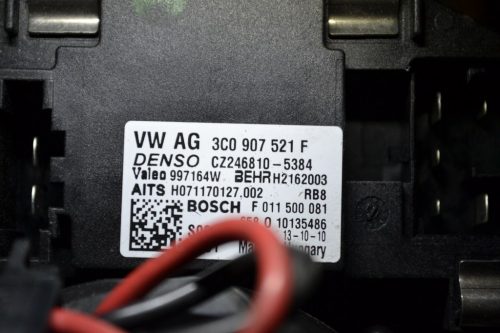 VW AG 3C0 907 521 F
DENSO CZ246810-5384
Valeo 997164W BEHR H2162003
AITS H071170127.002 RB8
BOSCH F 011 500 081
10135486
13-10-10